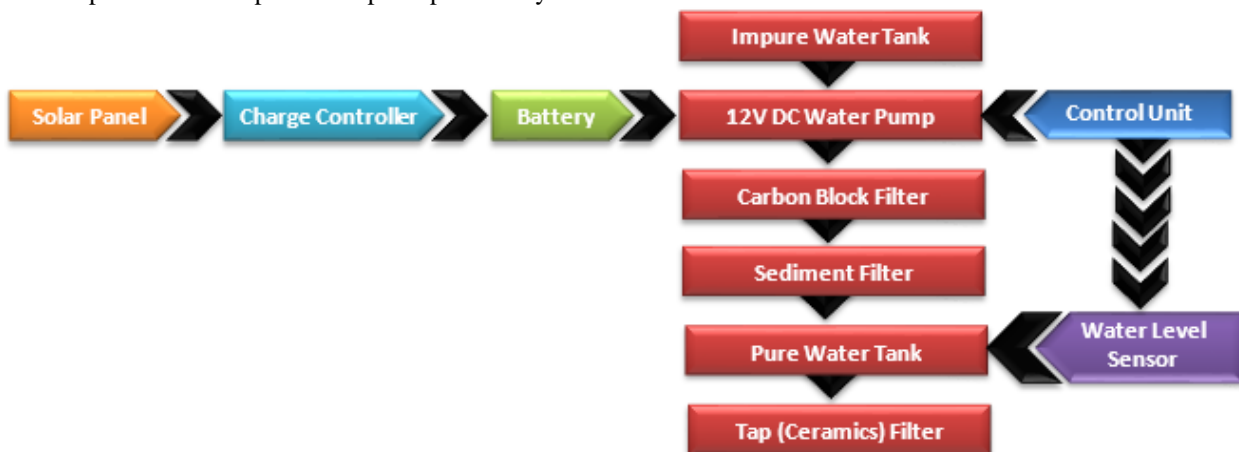 Impure Water Tank
Solar Panel
Charge Controller
Battery
12V DC Water Pump
Control Unit
Carbon Block Filter
Sediment Filter
Water Level
Sensor
Pure Water Tank
Tap (Ceramics) Filter